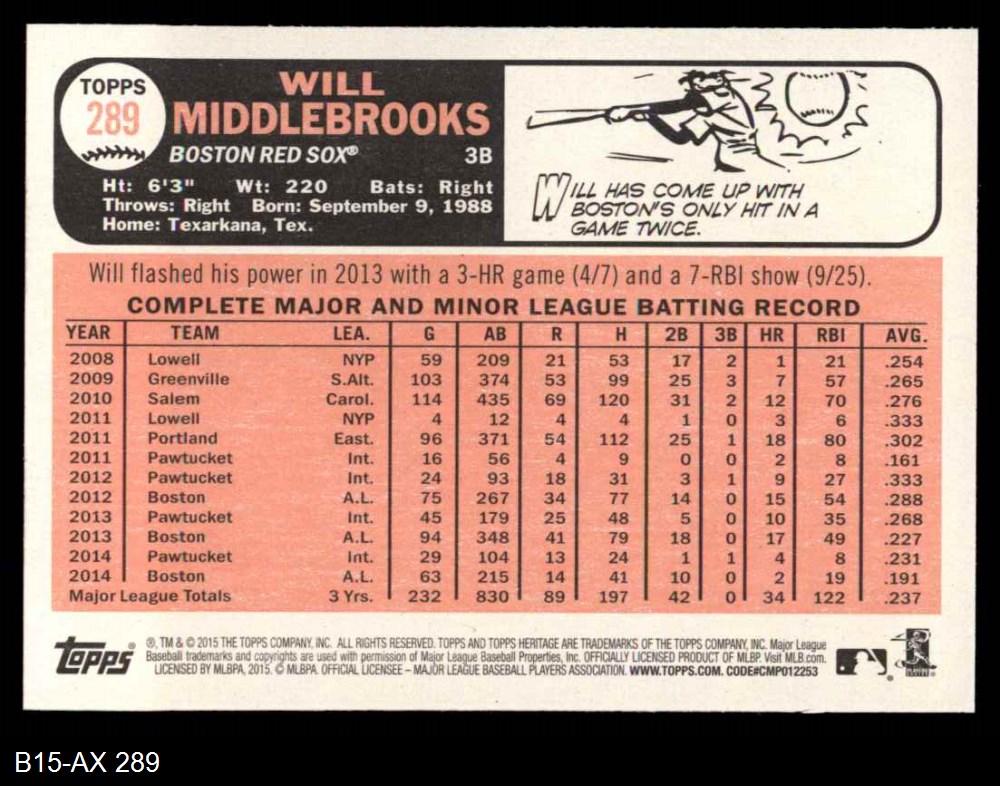 TOPPS
289
WILL
MIDDLEBROOKS
BOSTON RED SOX® 3B
Ht: 6'3" Wt: 220 Bats: Right
Throws: Right Born: September 9, 1988
Home: Texarkana, Tex.
WILL HAS COME UP WITH
BOSTON'S ONLY HIT IN A
GAME TWICE.
Will flashed his power in 2013 with a 3-HR game (4/7) and a 7-RBI show (9/25).
COMPLETE MAJOR AND MINOR LEAGUE BATTING RECORD
YEAR TEAM LEA. G AB R H 2B 3B HR RBI AVG.
2008 Lowell NYP 59 209 21 53 17 2 1 21 .254
2009 Greenville S.Alt. 103 374 53 99 25 3 7 57 .265
2010 Salem Carol. 114 435 69 120 31 2 12 70 .276
2011 Lowell NYP 4 12 4 4 1 0 3 6 .333
2011 Portland East. 96 371 54 112 25 1 18 80 .302
2011 Pawtucket Int. 16 56 4 9 0 0 2 8 .161
2012 Pawtucket Int. 24 93 18 31 3 1 9 27 .333
2012 Boston A.L. 75 267 34 77 14 0 15 54 .288
2013 Pawtucket Int. 45 179 25 48 5 0 10 35 .268
2013 Boston A.L. 94 348 41 79 18 0 17 49 .227
2014 Pawtucket Int. 29 104 13 24 1 1 4 8 .231
2014 Boston A.L. 63 215 14 41 10 0 2 19 .191
Major League Totals 3 Yrs. 232 830 89 197 42 0 34 122 .237
topps
®, TM & © 2015 THE TOPPS COMPANY, INC. ALL RIGHTS RESERVED. TOPPS AND TOPPS HERITAGE ARE TRADEMARKS OF THE TOPPS COMPANY, INC. Major League
Baseball trademarks and copyrights are used with permission of Major League Baseball Properties, Inc. OFFICIALLY LICENSED PRODUCT OF MLBP. Visit MLB.com.
LICENSED BY MLBPA, 2015. © MLBPA. OFFICIAL LICENSEE – MAJOR LEAGUE BASEBALL PLAYERS ASSOCIATION. WWW.TOPPS.COM. CODE#CMP012253
B15-AX 289